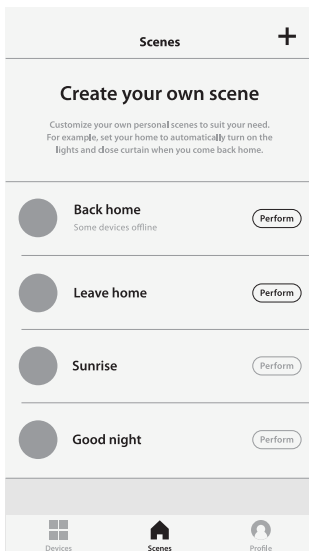 Scenes
Create your own scene
Customize your own personal scenes to suit your need.
For example, set your home to automatically turn on the
lights and close curtain when you come back home.
Back home
Some devices offline
Perform
Leave home
Perform
Sunrise
Perform
Good night
Perform
Devices
Scenes
Profile